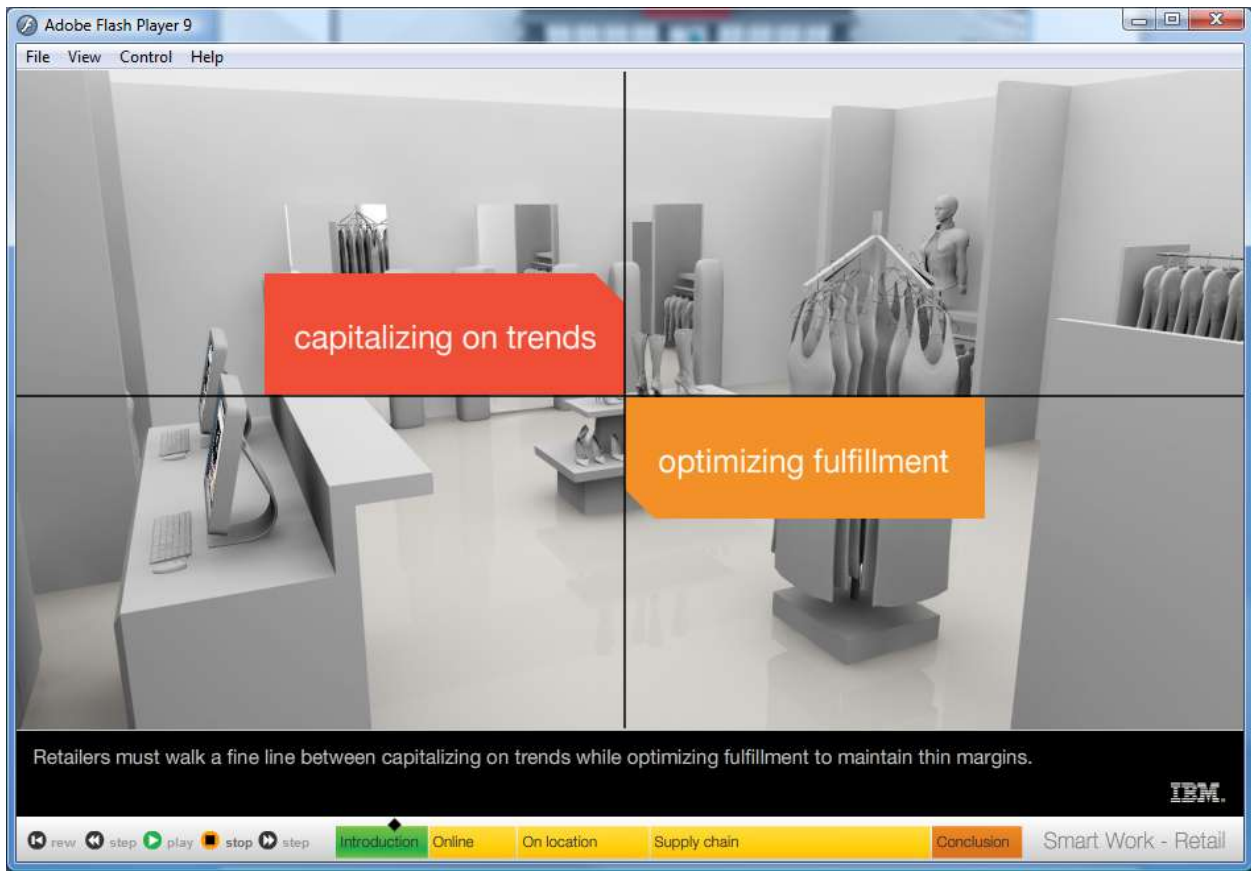 Adobe Flash Player 9
File View Control Help
capitalizing on trends
optimizing fulfillment
Retailers must walk a fine line between capitalizing on trends while optimizing fulfillment to maintain thin margins.
IBM.
rew step play stop step Introduction Online On location Supply chain Conclusion Smart Work - Retail